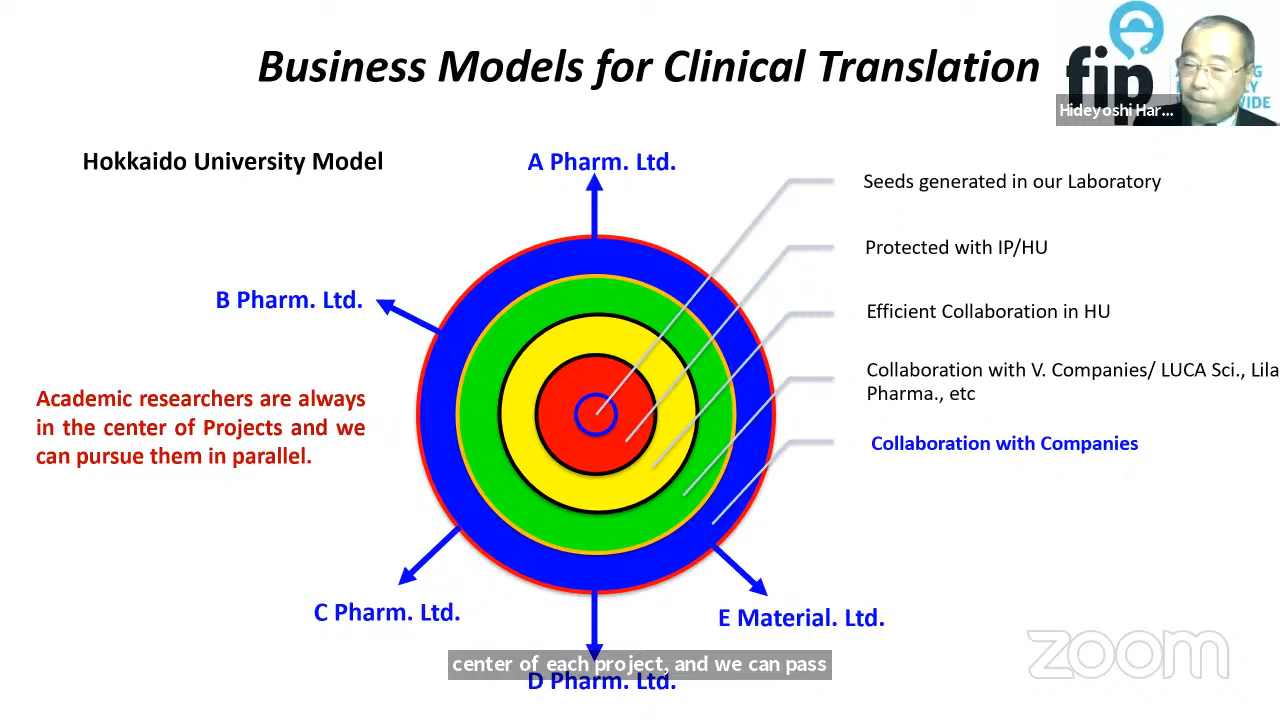 Business Models for Clinical Translation
fip
Hideyoshi Har...
Hokkaido University Model
A Pharm. Ltd.
Seeds generated in our Laboratory
Protected with IP/HU
B Pharm. Ltd.
Efficient Collaboration in HU
Collaboration with V. Companies/ LUCA Sci., Lila
Pharma., etc
Academic researchers are always
in the center of Projects and we
can pursue them in parallel.
Collaboration with Companies
C Pharm. Ltd.
E Material. Ltd.
center of each project, and we can pass
D Pharm. Ltd.
zoom